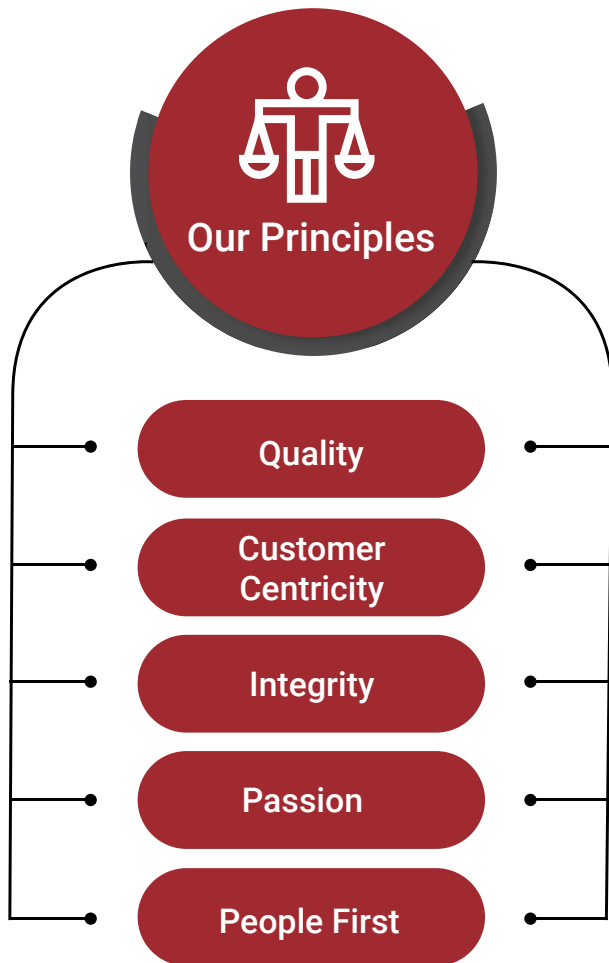 Our Principles
Quality
Customer
Centricity
Integrity
Passion
People First